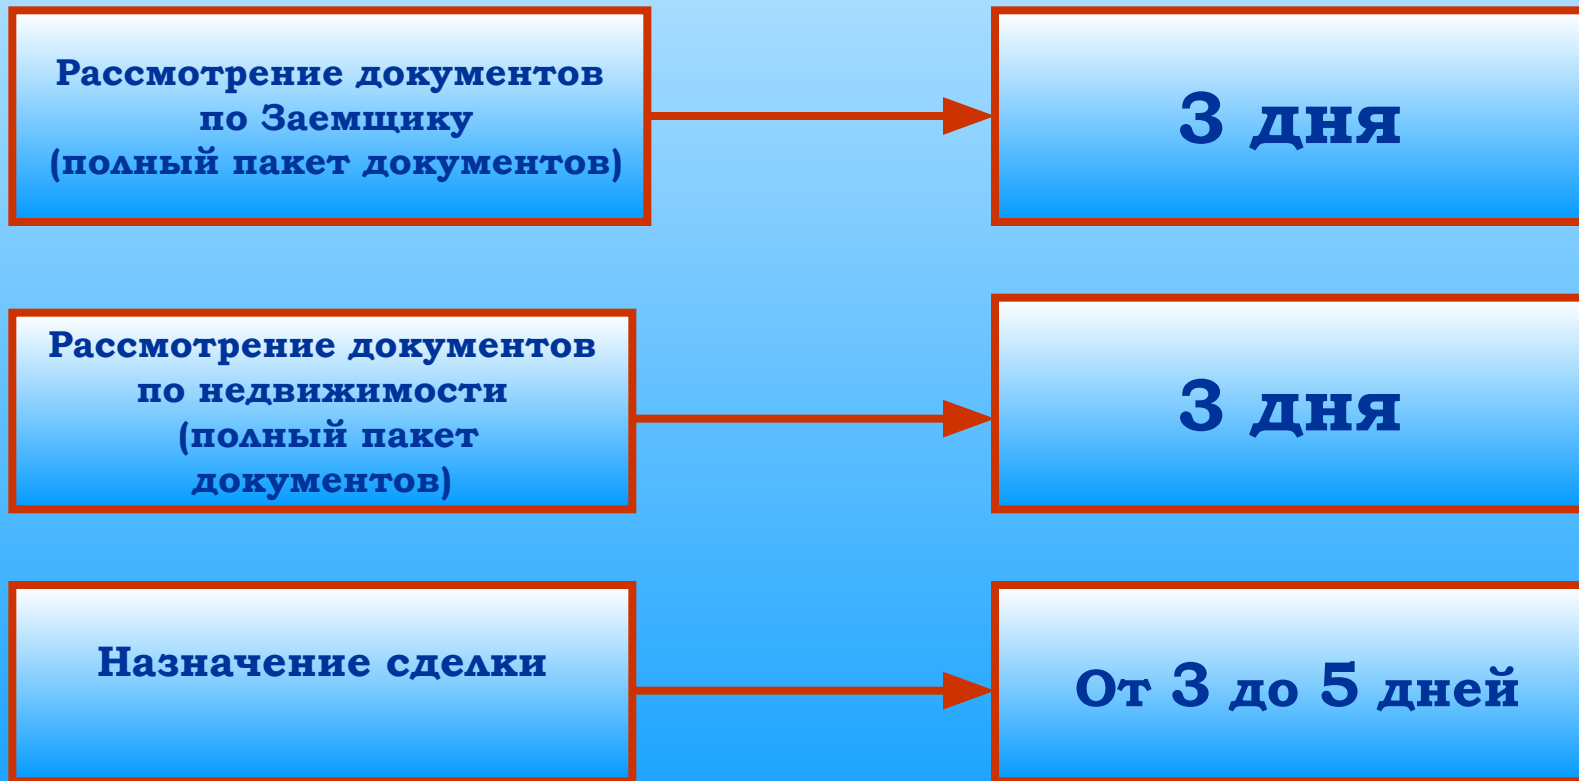 Рассмотрение документов
по Заемщику
(полный пакет документов)
3 дня
Рассмотрение документов
по недвижимости
(полный пакет
документов)
3 дня
Назначение сделки
От 3 до 5 дней